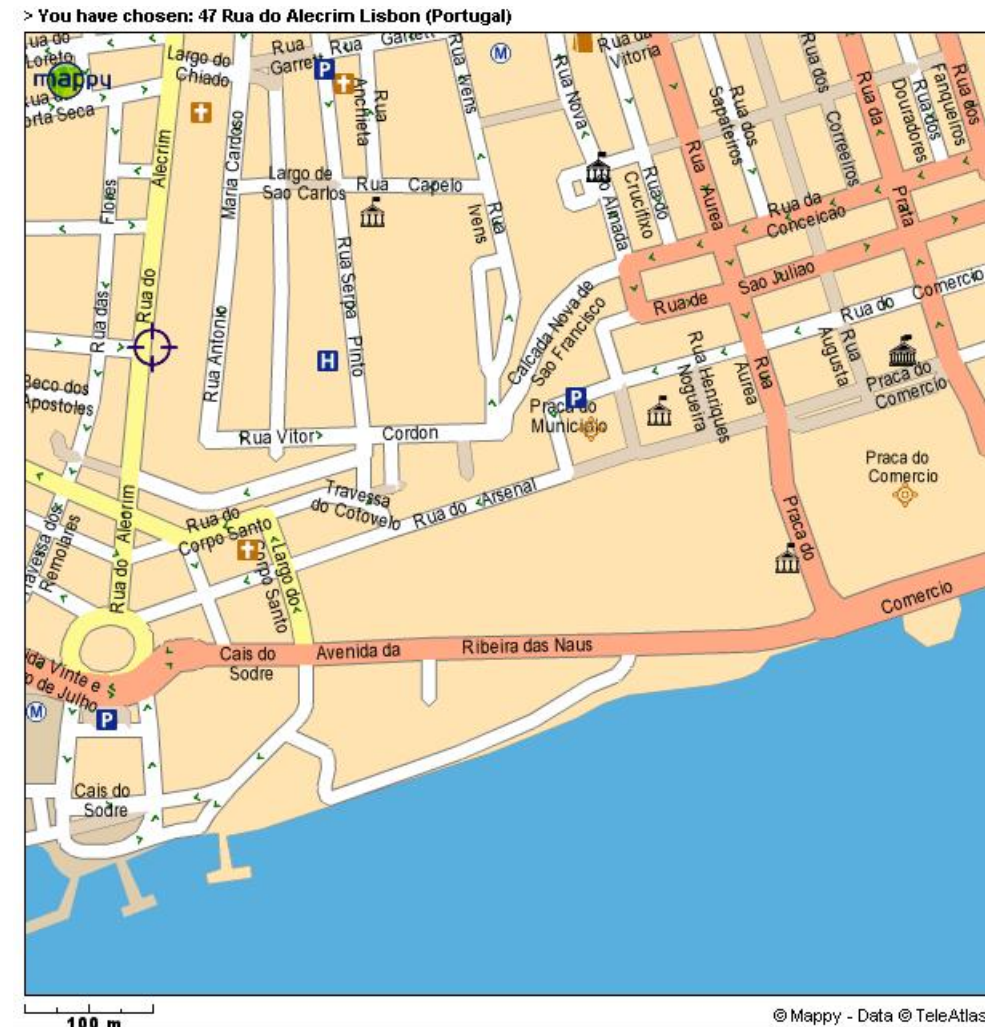 > You have chosen: 47 Rua do Alecrim Lisbon (Portugal)
Rua do
Loreto
mappy
Largo do
Chiado
Rua
Garrett
Rua
Garrett
P
Rua
Anchieta
Rua Ivens
M
Rua Nova
do Almada
Rua da
Vitoria
Rua do
Crucifixo
Rua
Aurea
Rua dos
Sapateiros
Rua dos
Correeiros
Rua da
Prata
Rua dos
Douradores
Rua dos
Fanqueiros
Rua do
Alecrim
Rua das
Flores
Rua Antonio
Maria Cardoso
Largo de
Sao Carlos
Rua Capelo
Rua
Ivens
Rua Serpa
Pinto
H
Rua da
Conceicao
Rua de
Sao Juliao
Rua do
Comercio
Calcada Nova de
Sao Francisco
Rua Henriques
Nogueira
Rua
Aurea
Rua
Augusta
Praca do
Comercio
Beco dos
Apostoles
P
Praca do
Municipio
Rua Vitor
Cordon
Praca do
Comercio
Travessa
do Cotovelo
Rua do Arsenal
Rua do
Corpo Santo
Largo do
Corpo Santo
Travessa dos
Remolares
Rua do Alecrim
Praca do
Comercio
Cais do
Sodre
Avenida da
Ribeira das Naus
M
P
Cais do
Sodre
100 m
© Mappy - Data © TeleAtlas